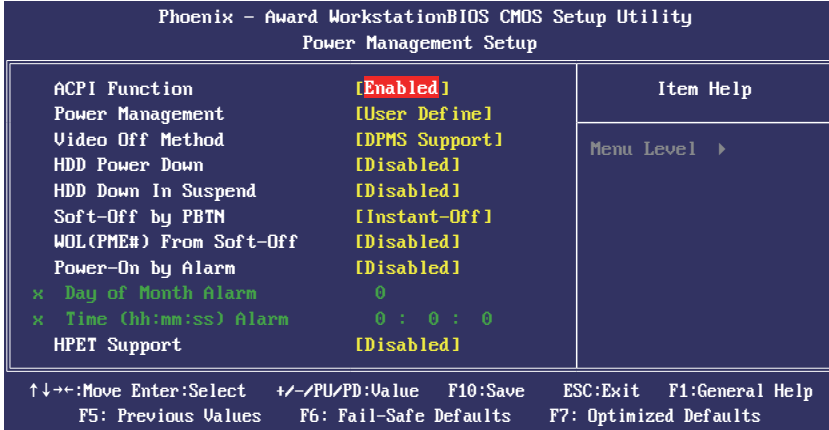 Phoenix - Award WorkstationBIOS CMOS Setup Utility
Power Management Setup
ACPI Function [Enabled]
Power Management [User Define]
Video Off Method [DPMS Support]
HDD Power Down [Disabled]
HDD Down In Suspend [Disabled]
Soft-Off by PBTN [Instant-Off]
WOL(PME#) From Soft-Off [Disabled]
Power-On by Alarm [Disabled]
x Day of Month Alarm 0
x Time (hh:mm:ss) Alarm 0 : 0 : 0
HPET Support [Disabled]
Item Help
Menu Level ▸
↑↓→←:Move Enter:Select +/-/PU/PD:Value F10:Save ESC:Exit F1:General Help
F5: Previous Values F6: Fail-Safe Defaults F7: Optimized Defaults